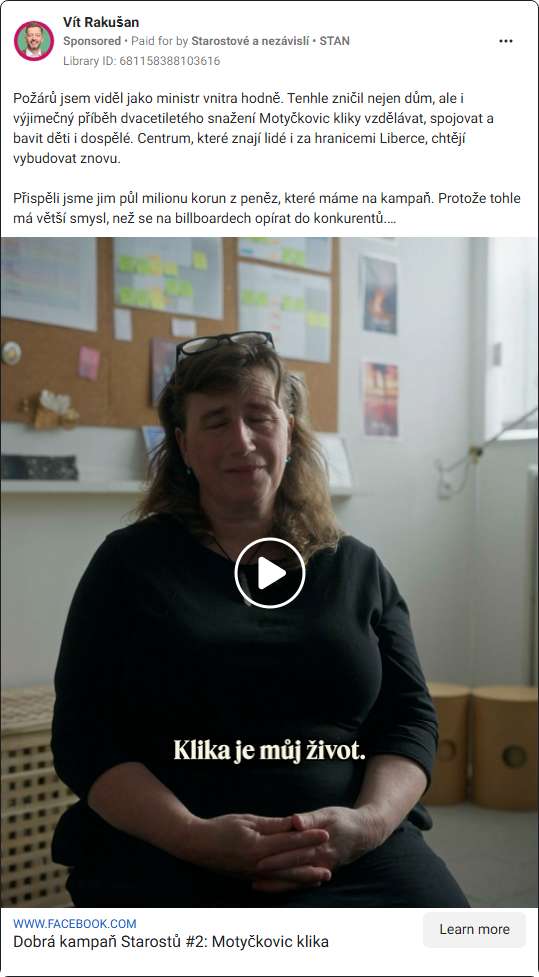 Vít Rakušan
Sponsored • Paid for by Starostové a nezávislí • STAN
Library ID: 681158388103616
Požárů jsem viděl jako ministr vnitra hodně. Tenhle zničil nejen dům, ale i
výjimečný příběh dvacetiletého snažení Motyčkovic kliky vzdělávat, spojovat a
bavit děti i dospělé. Centrum, které znají lidé i za hranicemi Liberce, chtějí
vybudovat znovu.
Přispěli jsme jim půl milionu korun z peněz, které máme na kampaň. Protože tohle
má větší smysl, než se na billboardech opírat do konkurentů....
Klika je můj život.
WWW.FACEBOOK.COM
Dobrá kampaň Starostů #2: Motyčkovic klika
Learn more